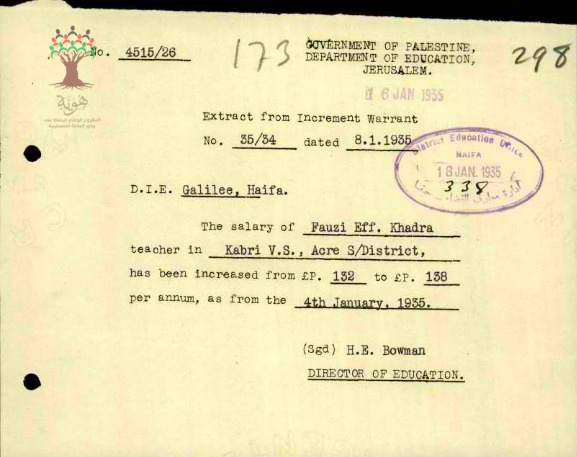 No. 4515/26
173
GOVERNMENT OF PALESTINE,
DEPARTMENT OF EDUCATION,
JERUSALEM.
298
16 JAN 1935
هوية
Extract from Increment Warrant
No. 35/34 dated 8.1.1935
District Education Office
HAIFA
18 JAN. 1935
338
D.I.E. Galilee, Haifa.
The salary of Fauzi Eff. Khadra
teacher in Kabri V.S., Acre S/District,
has been increased from £P. 132 to £P. 138
per annum, as from the 4th January, 1935.
(Sgd) H.E. Bowman
DIRECTOR OF EDUCATION.